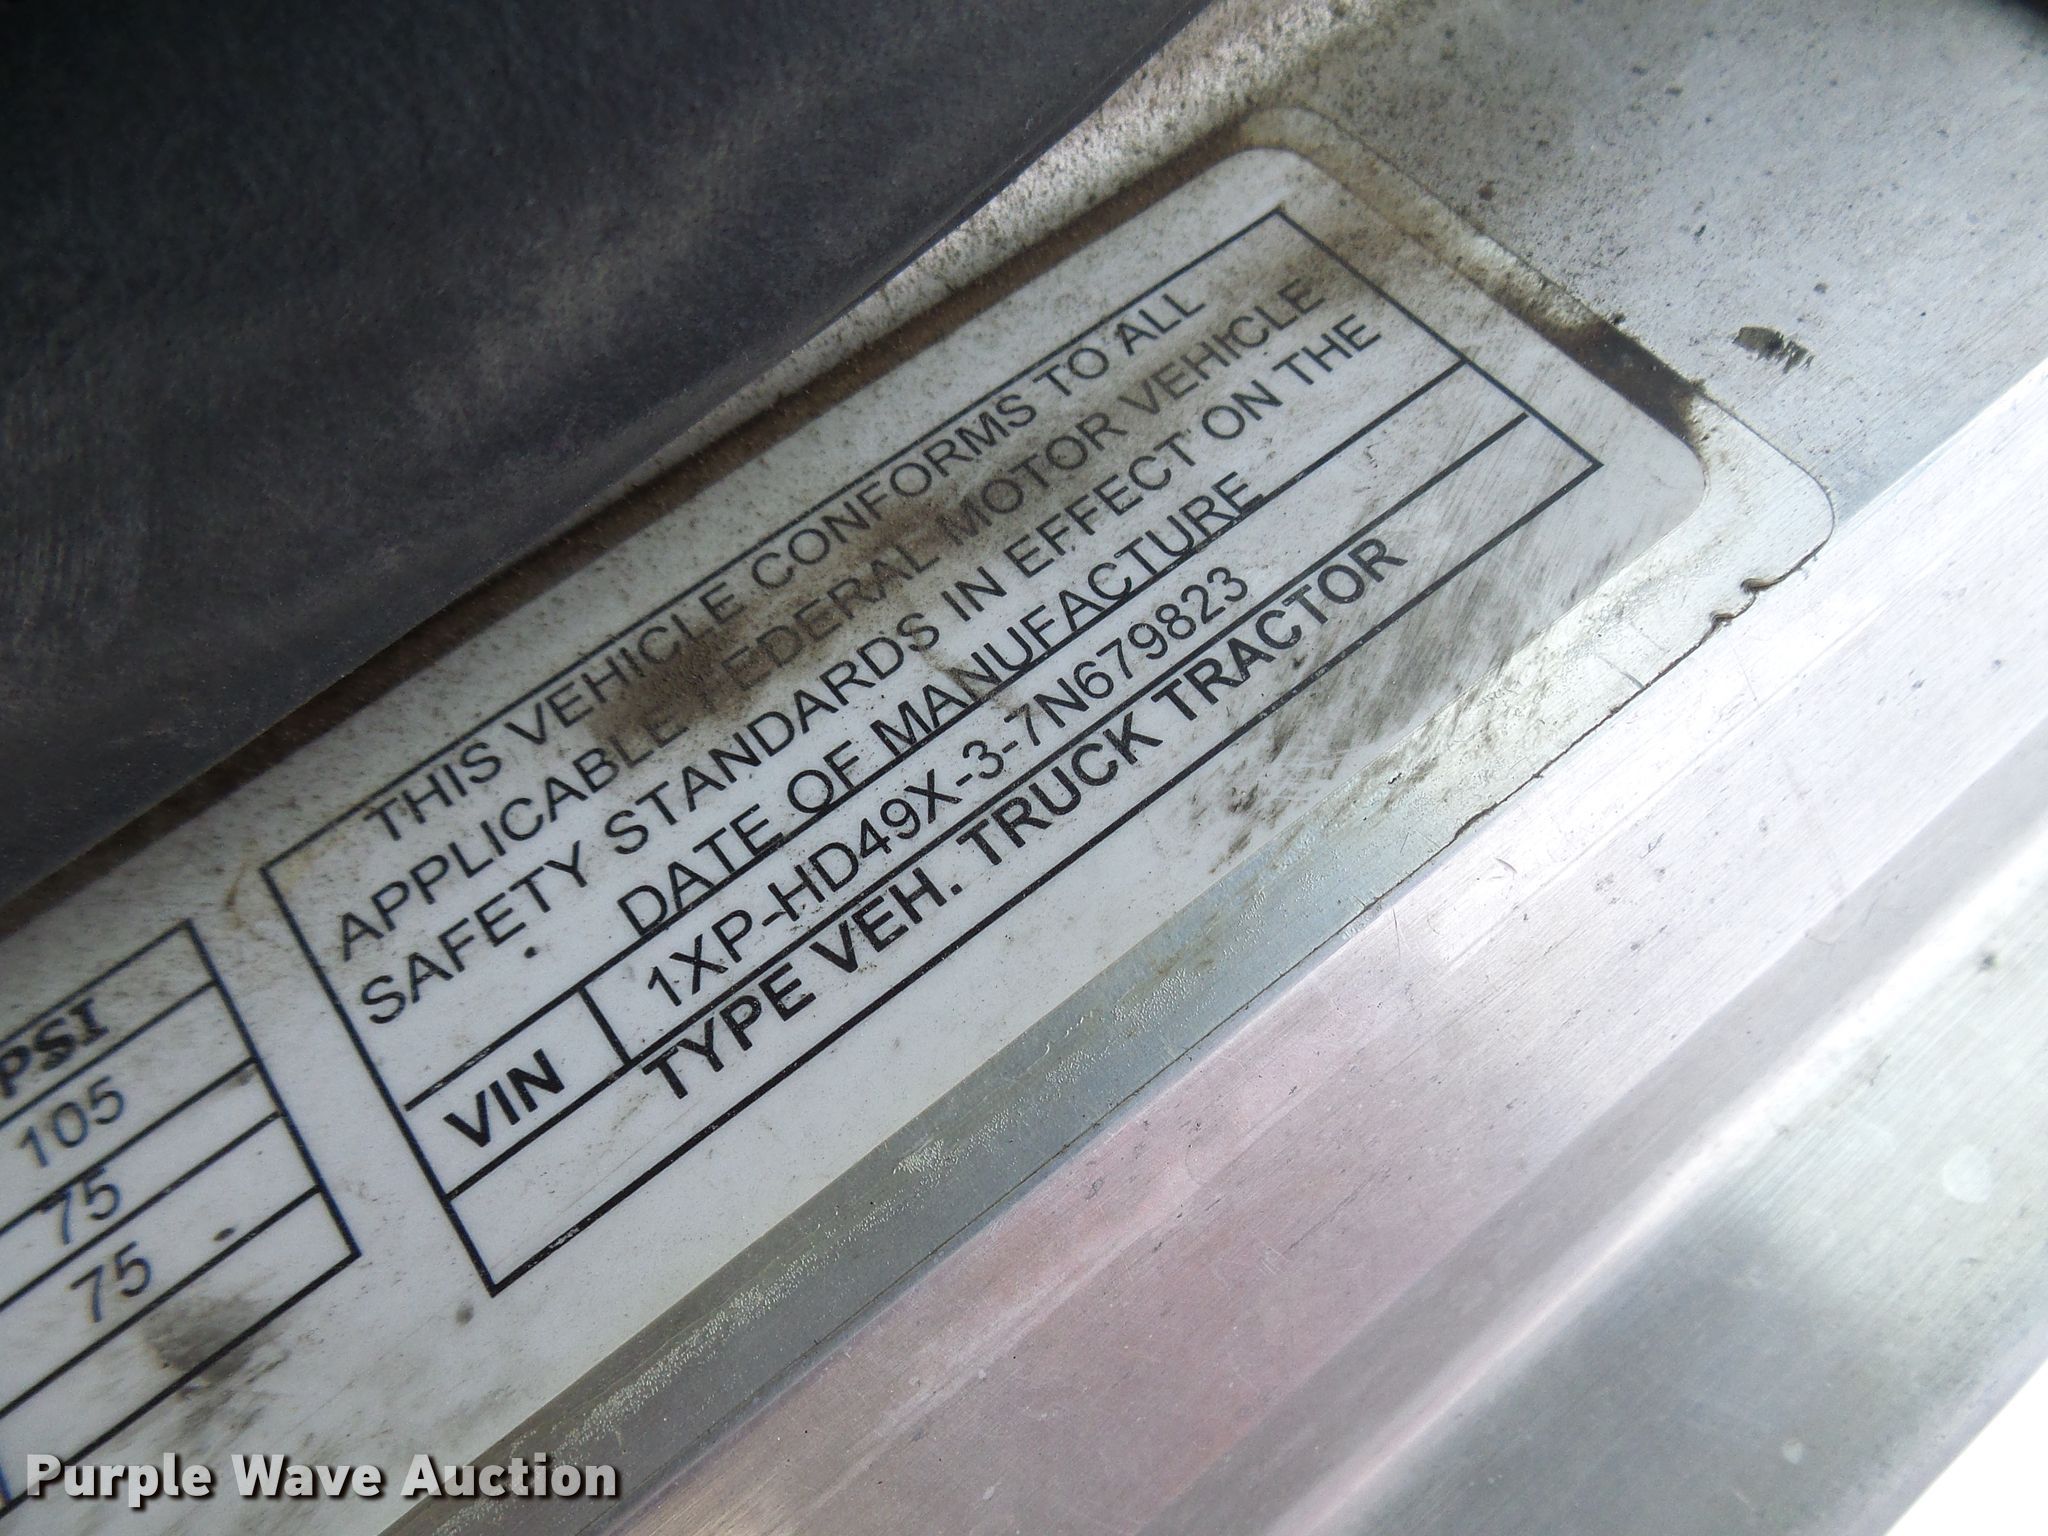 THIS VEHICLE CONFORMS TO ALL
APPLICABLE FEDERAL MOTOR VEHICLE
SAFETY STANDARDS IN EFFECT ON THE
DATE OF MANUFACTURE
VIN 1XP-HD49X-3-7N679823
TYPE VEH. TRUCK TRACTOR
PSI
105
75
75
Purple Wave Auction